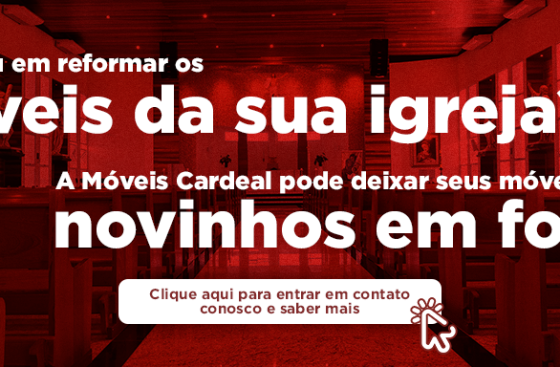 em reformar os
veis da sua igreja
A Móveis Cardeal pode deixar seus móve
novinhos em fo
Clique aqui para entrar em contato
conosco e saber mais